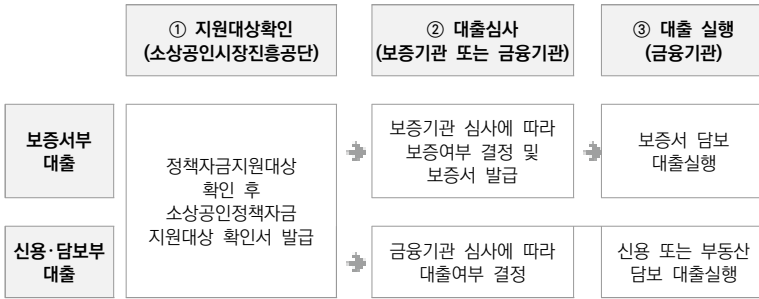 ① 지원대상확인
(소상공인시장진흥공단)
② 대출심사
(보증기관 또는 금융기관)
③ 대출 실행
(금융기관)
보증서부
대출
정책자금지원대상
확인 후
소상공인정책자금
지원대상 확인서 발급
보증기관 심사에 따라
보증여부 결정 및
보증서 발급
보증서 담보
대출실행
신용·담보부
대출
금융기관 심사에 따라
대출여부 결정
신용 또는 부동산
담보 대출실행